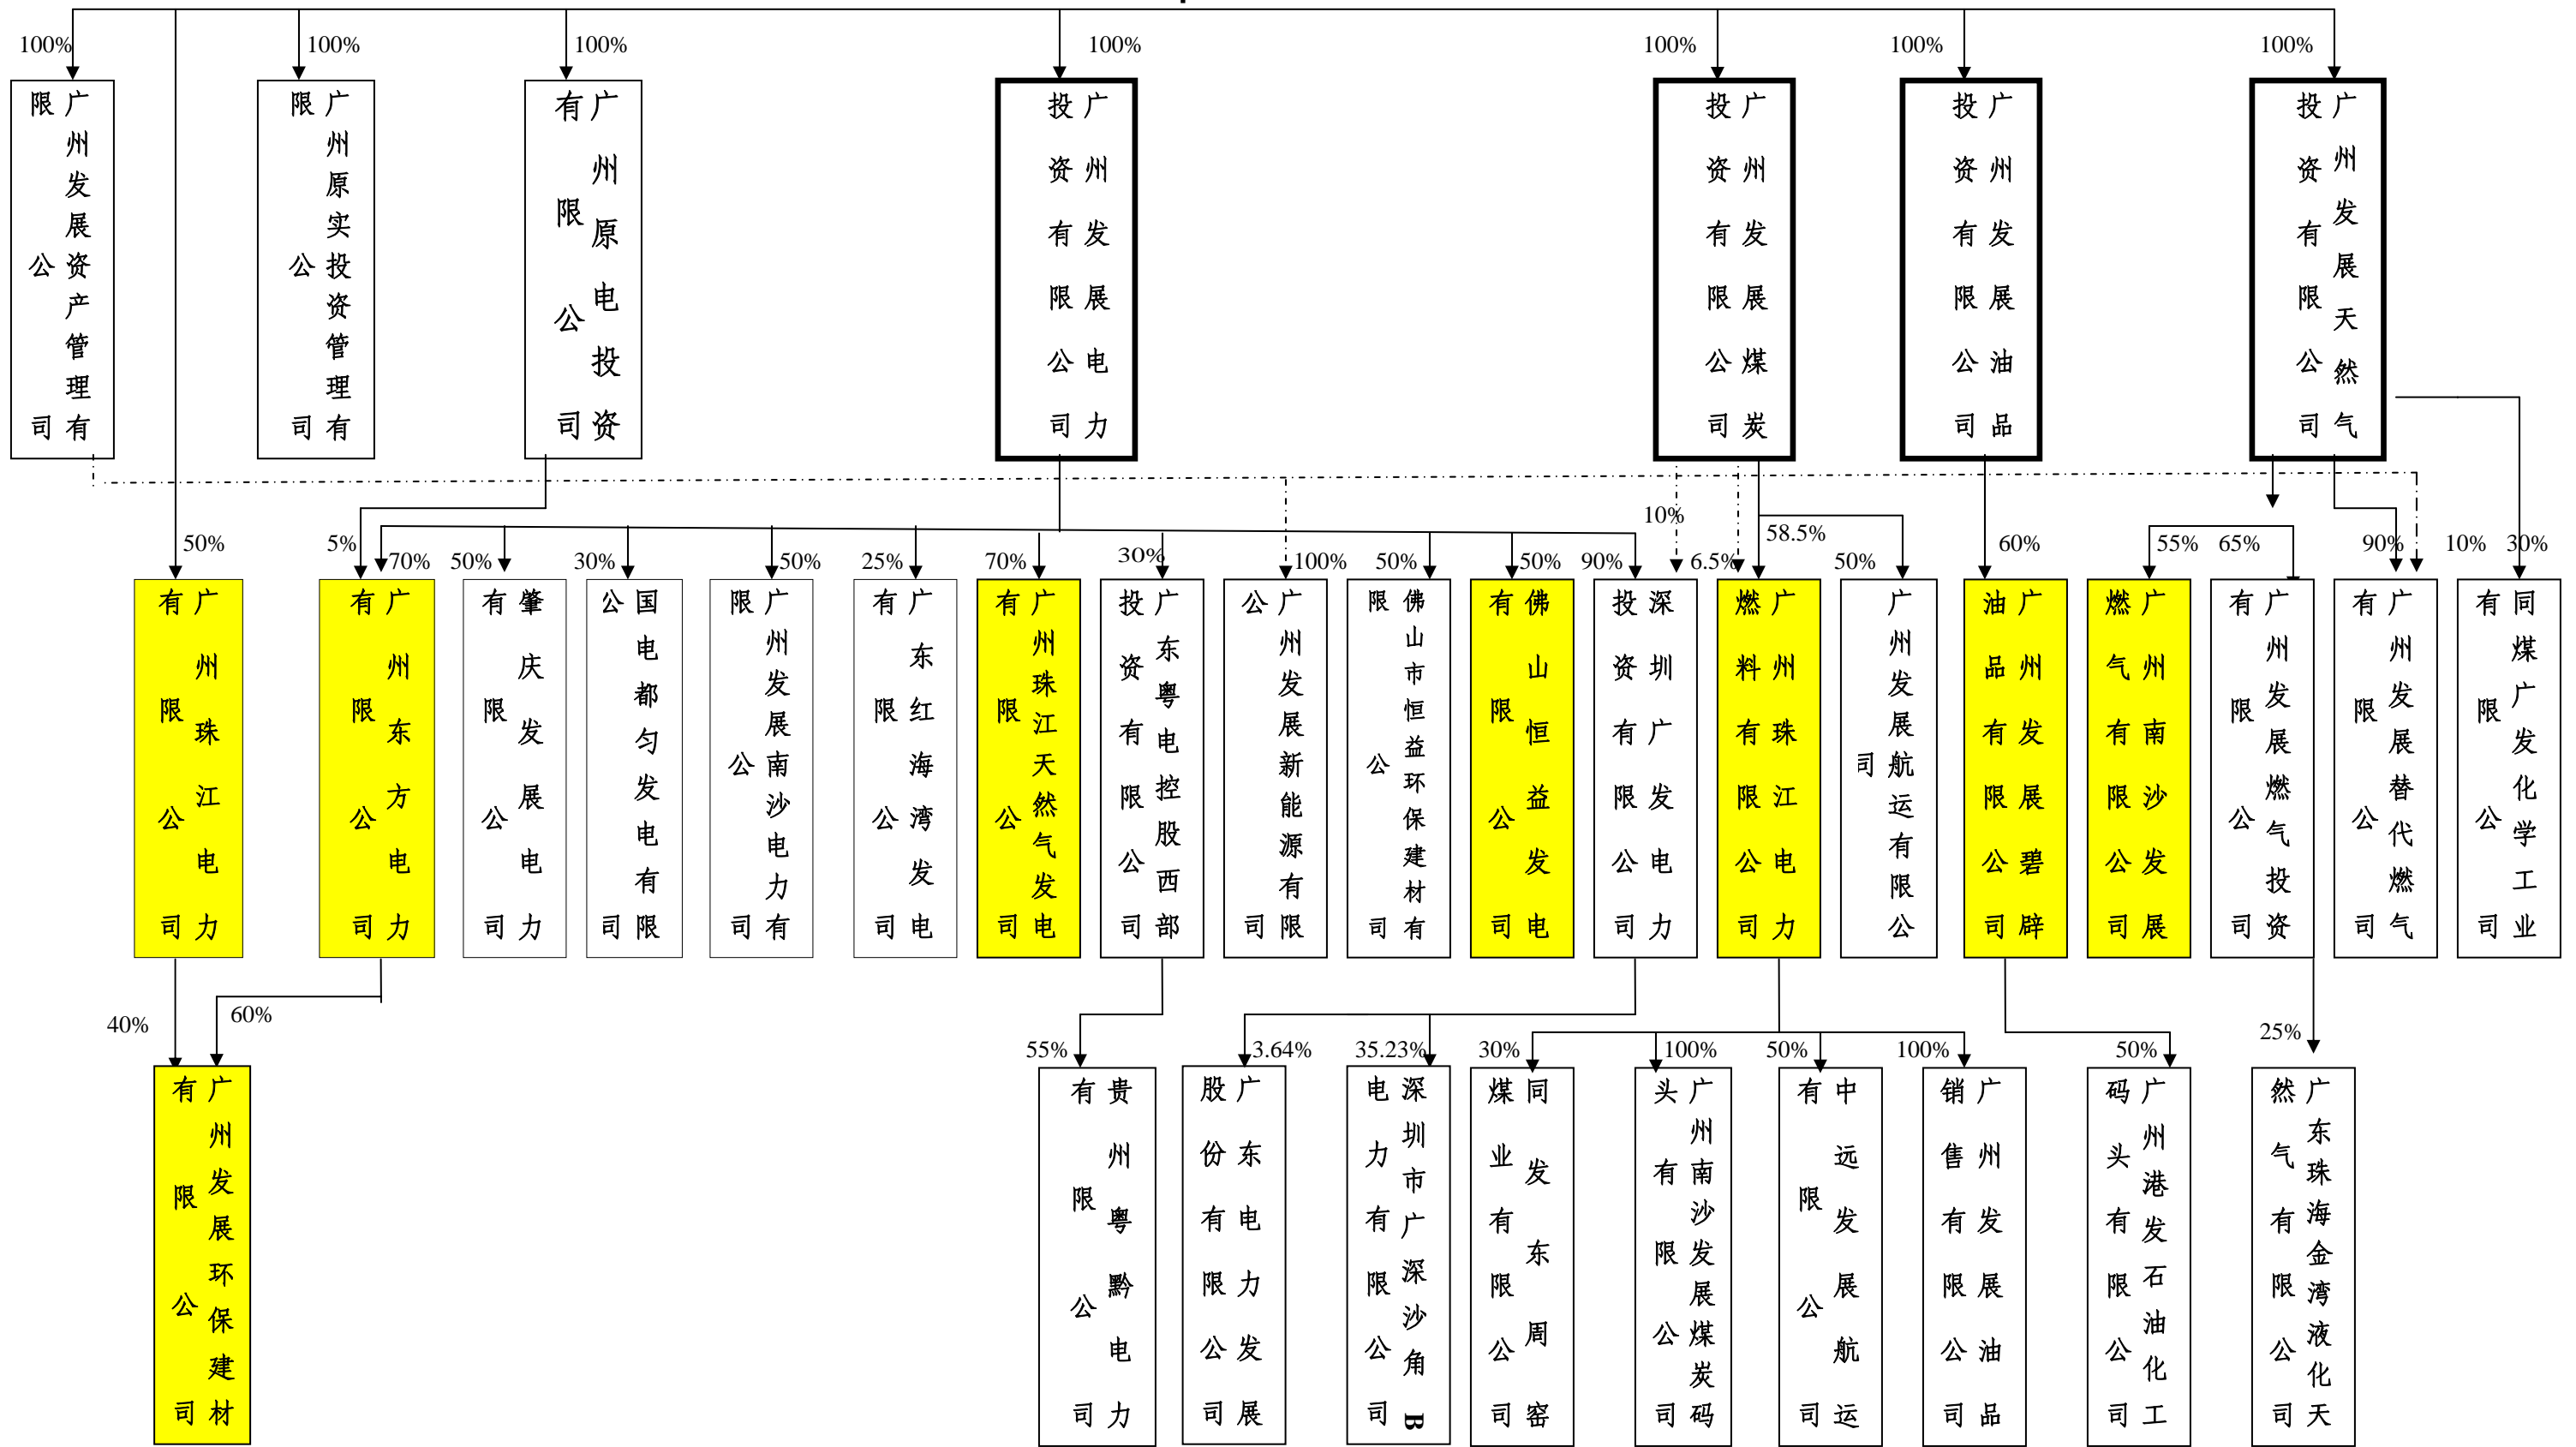 100%
100%
100%
100%
100%
100%
100%
广州发展资产管理有
限公司
广州原实投资管理有
限公司
广州原电投资
有限公司
广州发展电力
投资有限公司
广州发展煤炭
投资有限公司
广州发展油品
投资有限公司
广州发展天然气
投资有限公司
50%
5%
70%
50%
30%
50%
25%
70%
30%
100%
50%
50%
90%
10%
6.5%
58.5%
50%
60%
55%
65%
90%
10%
30%
广州珠江电力
有限公司
广州东方电力
有限公司
肇庆发展电力
有限公司
国电都匀发电有限
公司
广州发展南沙电力有
限公司
广东红海湾发电
有限公司
广州珠江天然气发电
有限公司
广东粤电控股西部
投资有限公司
广州发展新能源有限
公司
佛山市恒益环保建材有
限公司
佛山恒益发电
有限公司
深圳广发电力
投资有限公司
广州珠江电力
燃料有限公司
广州发展航运有限公
司
广州发展碧辟
油品有限公司
广州南沙发展
燃气有限公司
广州发展燃气投资
有限公司
广州发展替代燃气
有限公司
同煤广发化学工业
有限公司
40%
60%
55%
3.64%
35.23%
30%
100%
50%
100%
50%
25%
广州发展环保建材
有限公司
贵州粤黔电力
有限公司
广东电力发展
股份有限公司
深圳市广深沙角B
电力有限公司
同发东周窑
煤业有限公司
广州南沙发展煤炭码
头有限公司
中远发展航运
有限公司
广州发展油品
销售有限公司
广州港发石油化工
码头有限公司
广东珠海金湾液化天
然气有限公司